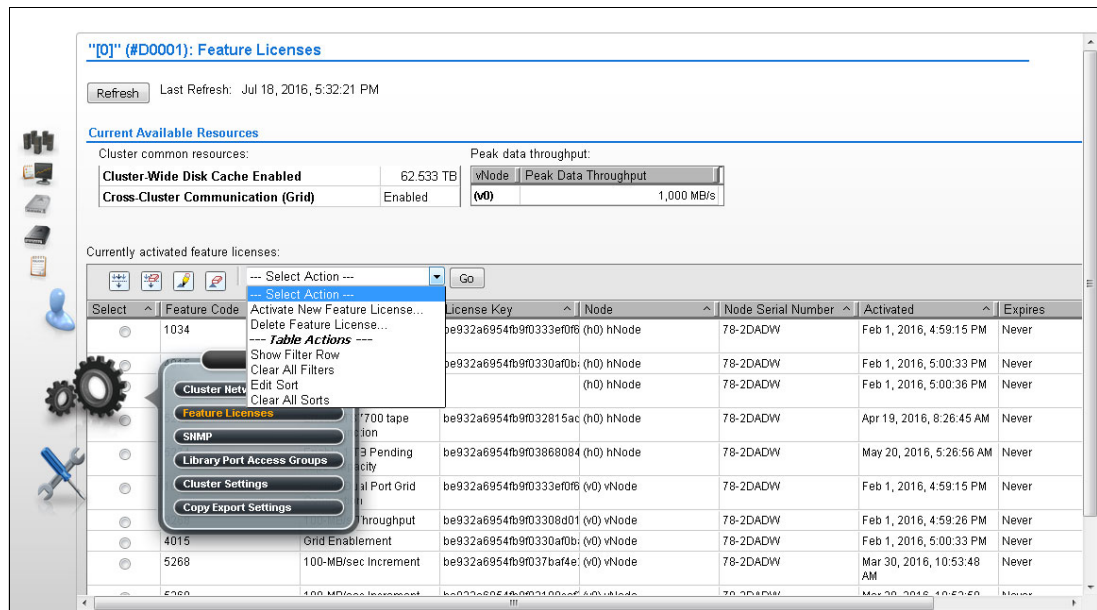 "[0]" (#D0001): Feature Licenses
Refresh Last Refresh: Jul 18, 2016, 5:32:21 PM
Current Available Resources
Cluster common resources:
Cluster-Wide Disk Cache Enabled 62.533 TB
Cross-Cluster Communication (Grid) Enabled
Peak data throughput:
vNode Peak Data Throughput
(v0) 1,000 MB/s
Currently activated feature licenses:
--- Select Action --- Go
--- Select Action ---
Activate New Feature License...
Delete Feature License...
--- Table Actions ---
Show Filter Row
Clear All Filters
Edit Sort
Clear All Sorts
Select Feature Code License Key Node Node Serial Number Activated Expires
1034 be932a6954fb9f0333ef0f6 (h0) hNode 78-2DADW Feb 1, 2016, 4:59:15 PM Never
be932a6954fb9f0330af0b (h0) hNode 78-2DADW Feb 1, 2016, 5:00:33 PM Never
(h0) hNode 78-2DADW Feb 1, 2016, 5:00:36 PM Never
7700 tape be932a6954fb9f032815ac (h0) hNode 78-2DADW Apr 19, 2016, 8:26:45 AM Never
Pending be932a6954fb9f03868084 (h0) hNode 78-2DADW May 20, 2016, 5:26:56 AM Never
Port Grid be932a6954fb9f0333ef0f6 (v0) vNode 78-2DADW Feb 1, 2016, 4:59:15 PM Never
Throughput be932a6954fb9f03308d01 (v0) vNode 78-2DADW Feb 1, 2016, 4:59:26 PM Never
4015 Grid Enablement be932a6954fb9f0330af0b (v0) vNode 78-2DADW Feb 1, 2016, 5:00:33 PM Never
5268 100-MB/sec Increment be932a6954fb9f037baf4e (v0) vNode 78-2DADW Mar 30, 2016, 10:53:48 AM Never
Cluster Netw
Feature Licenses
SNMP
Library Port Access Groups
Cluster Settings
Copy Export Settings